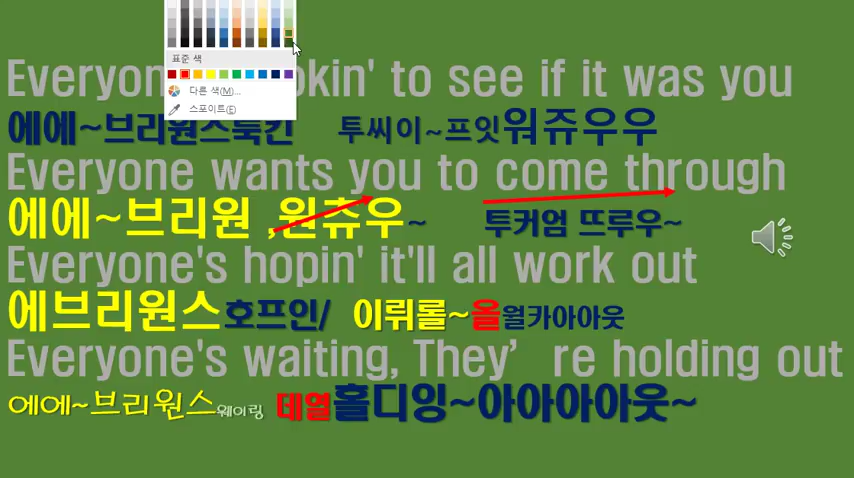 표준 색
다른 색(M)...
스포이트(E)
to see if it was you
에에~브리원스룩킨 투씨이~프잇워쥬우우
Everyone wants you to come through
에에~브리원 ,원츄우~ 투커엄 뜨루우~
Everyone's hopin' it'll all work out
에브리원스호프인/ 이뤄롤~올월카아아웃
Everyone's waiting, They’re holding out
에에~브리원스웨이링 데열홀디잉~아아아아웃~